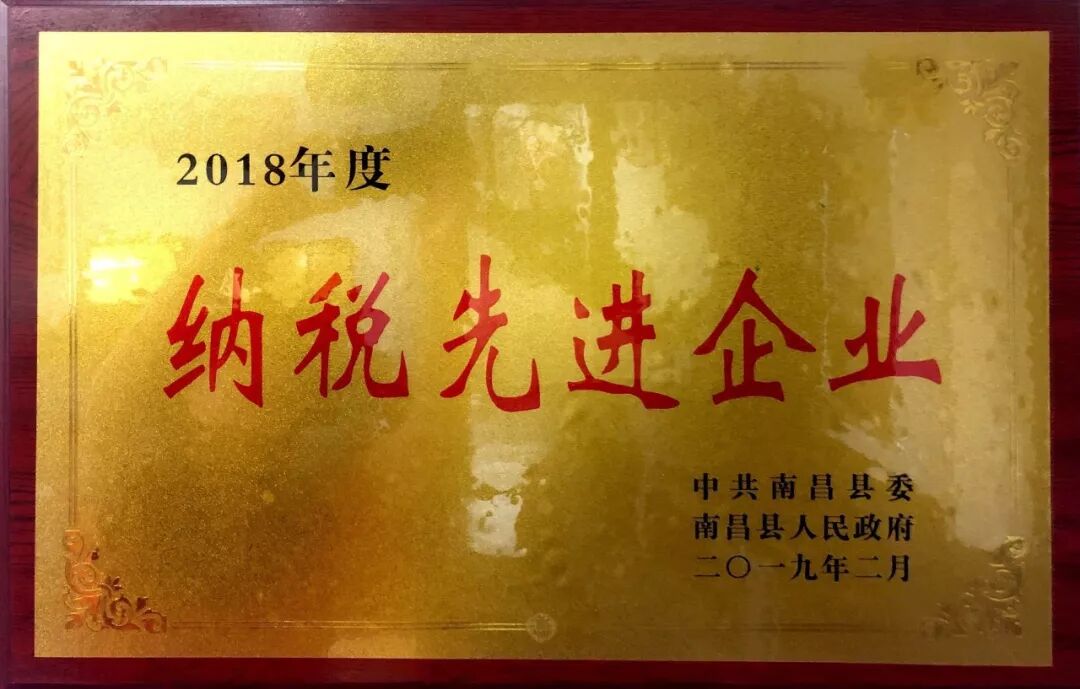 2018年度
纳税先进企业
中共南昌县委
南昌县人民政府
二〇一九年二月